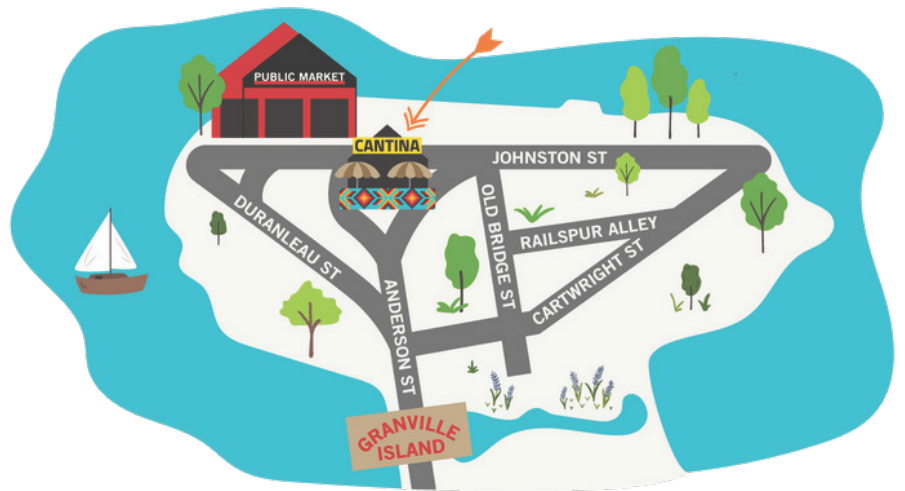 PUBLIC MARKET
CANTINA
JOHNSTON ST
DURANLEAU ST
OLD BRIDGE ST
RAILSPUR ALLEY
CARTWRIGHT ST
ANDERSON ST
GRANVILLE
ISLAND